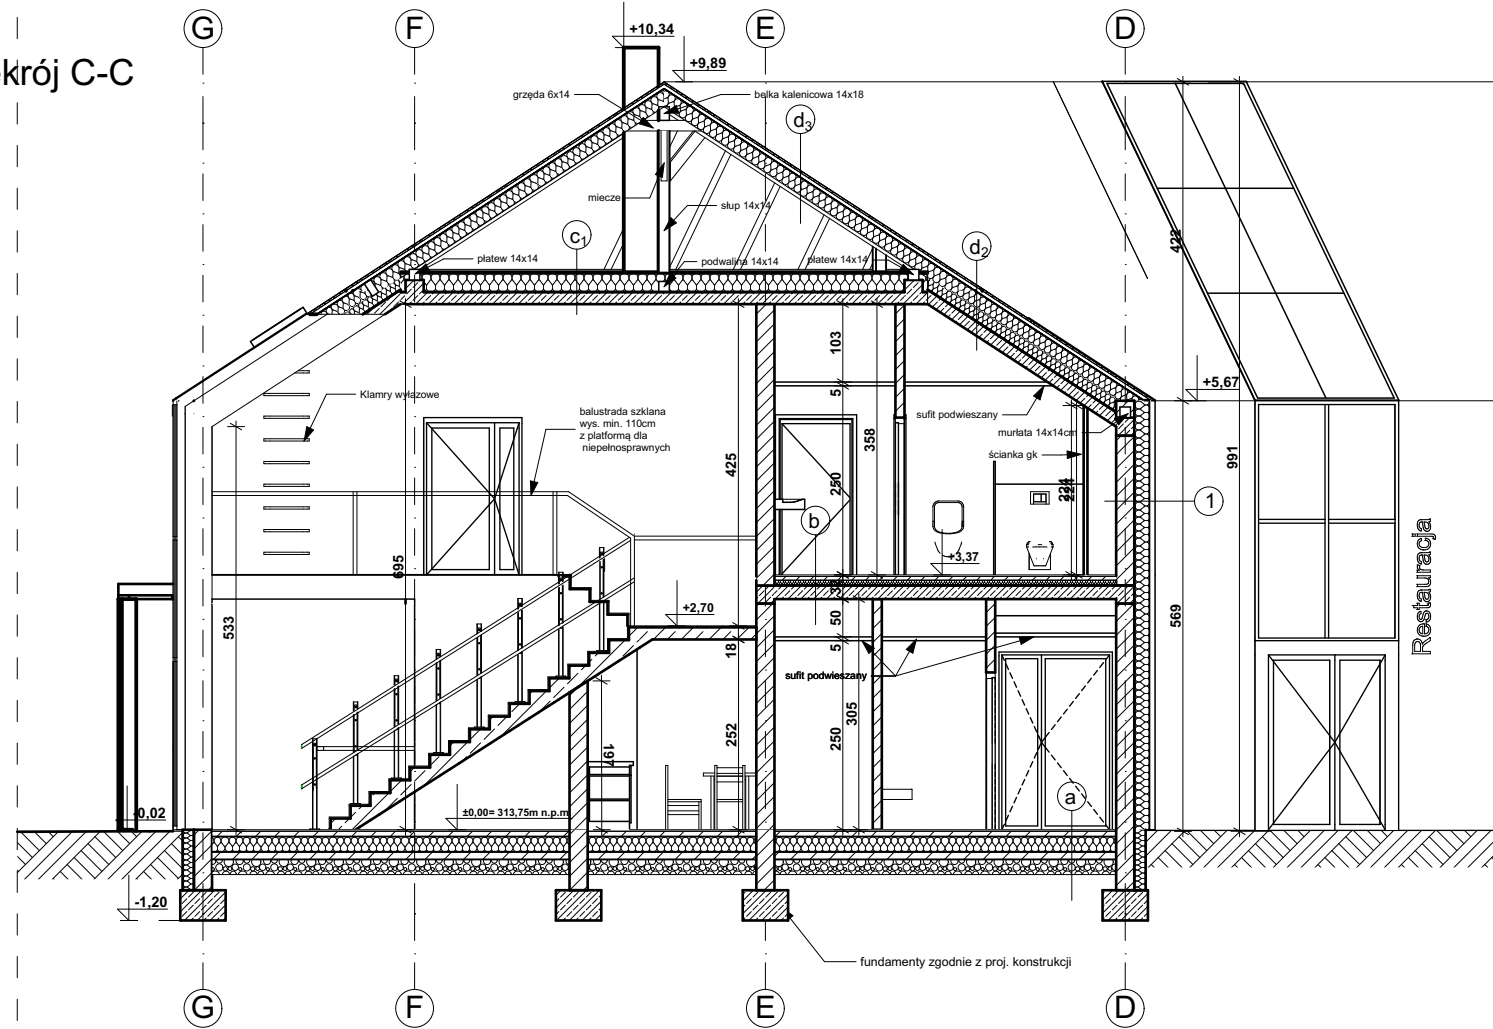 G
F
E
D
krój C-C
+10,34
+9,89
grzęda 6x14
belka kalenicowa 14x18
d3
miecze
słup 14x14
c1
d2
płatew 14x14
podwalina 14x14
płatew 14x14
422
103
+5,67
5
Klamry wyłazowe
balustrada szklana
wys. min. 110cm
z platformą dla
niepełnosprawnych
sufit podwieszany
murłata 14x14cm
358
ścianka gk
425
250
991
224
1
b
+3,37
695
Restauracja
+2,70
50
569
533
18
5
sufit podwieszany
305
197
252
250
a
-0,02
±0,00= 313,75m n.p.m
-1,20
fundamenty zgodnie z proj. konstrukcji
G
F
E
D